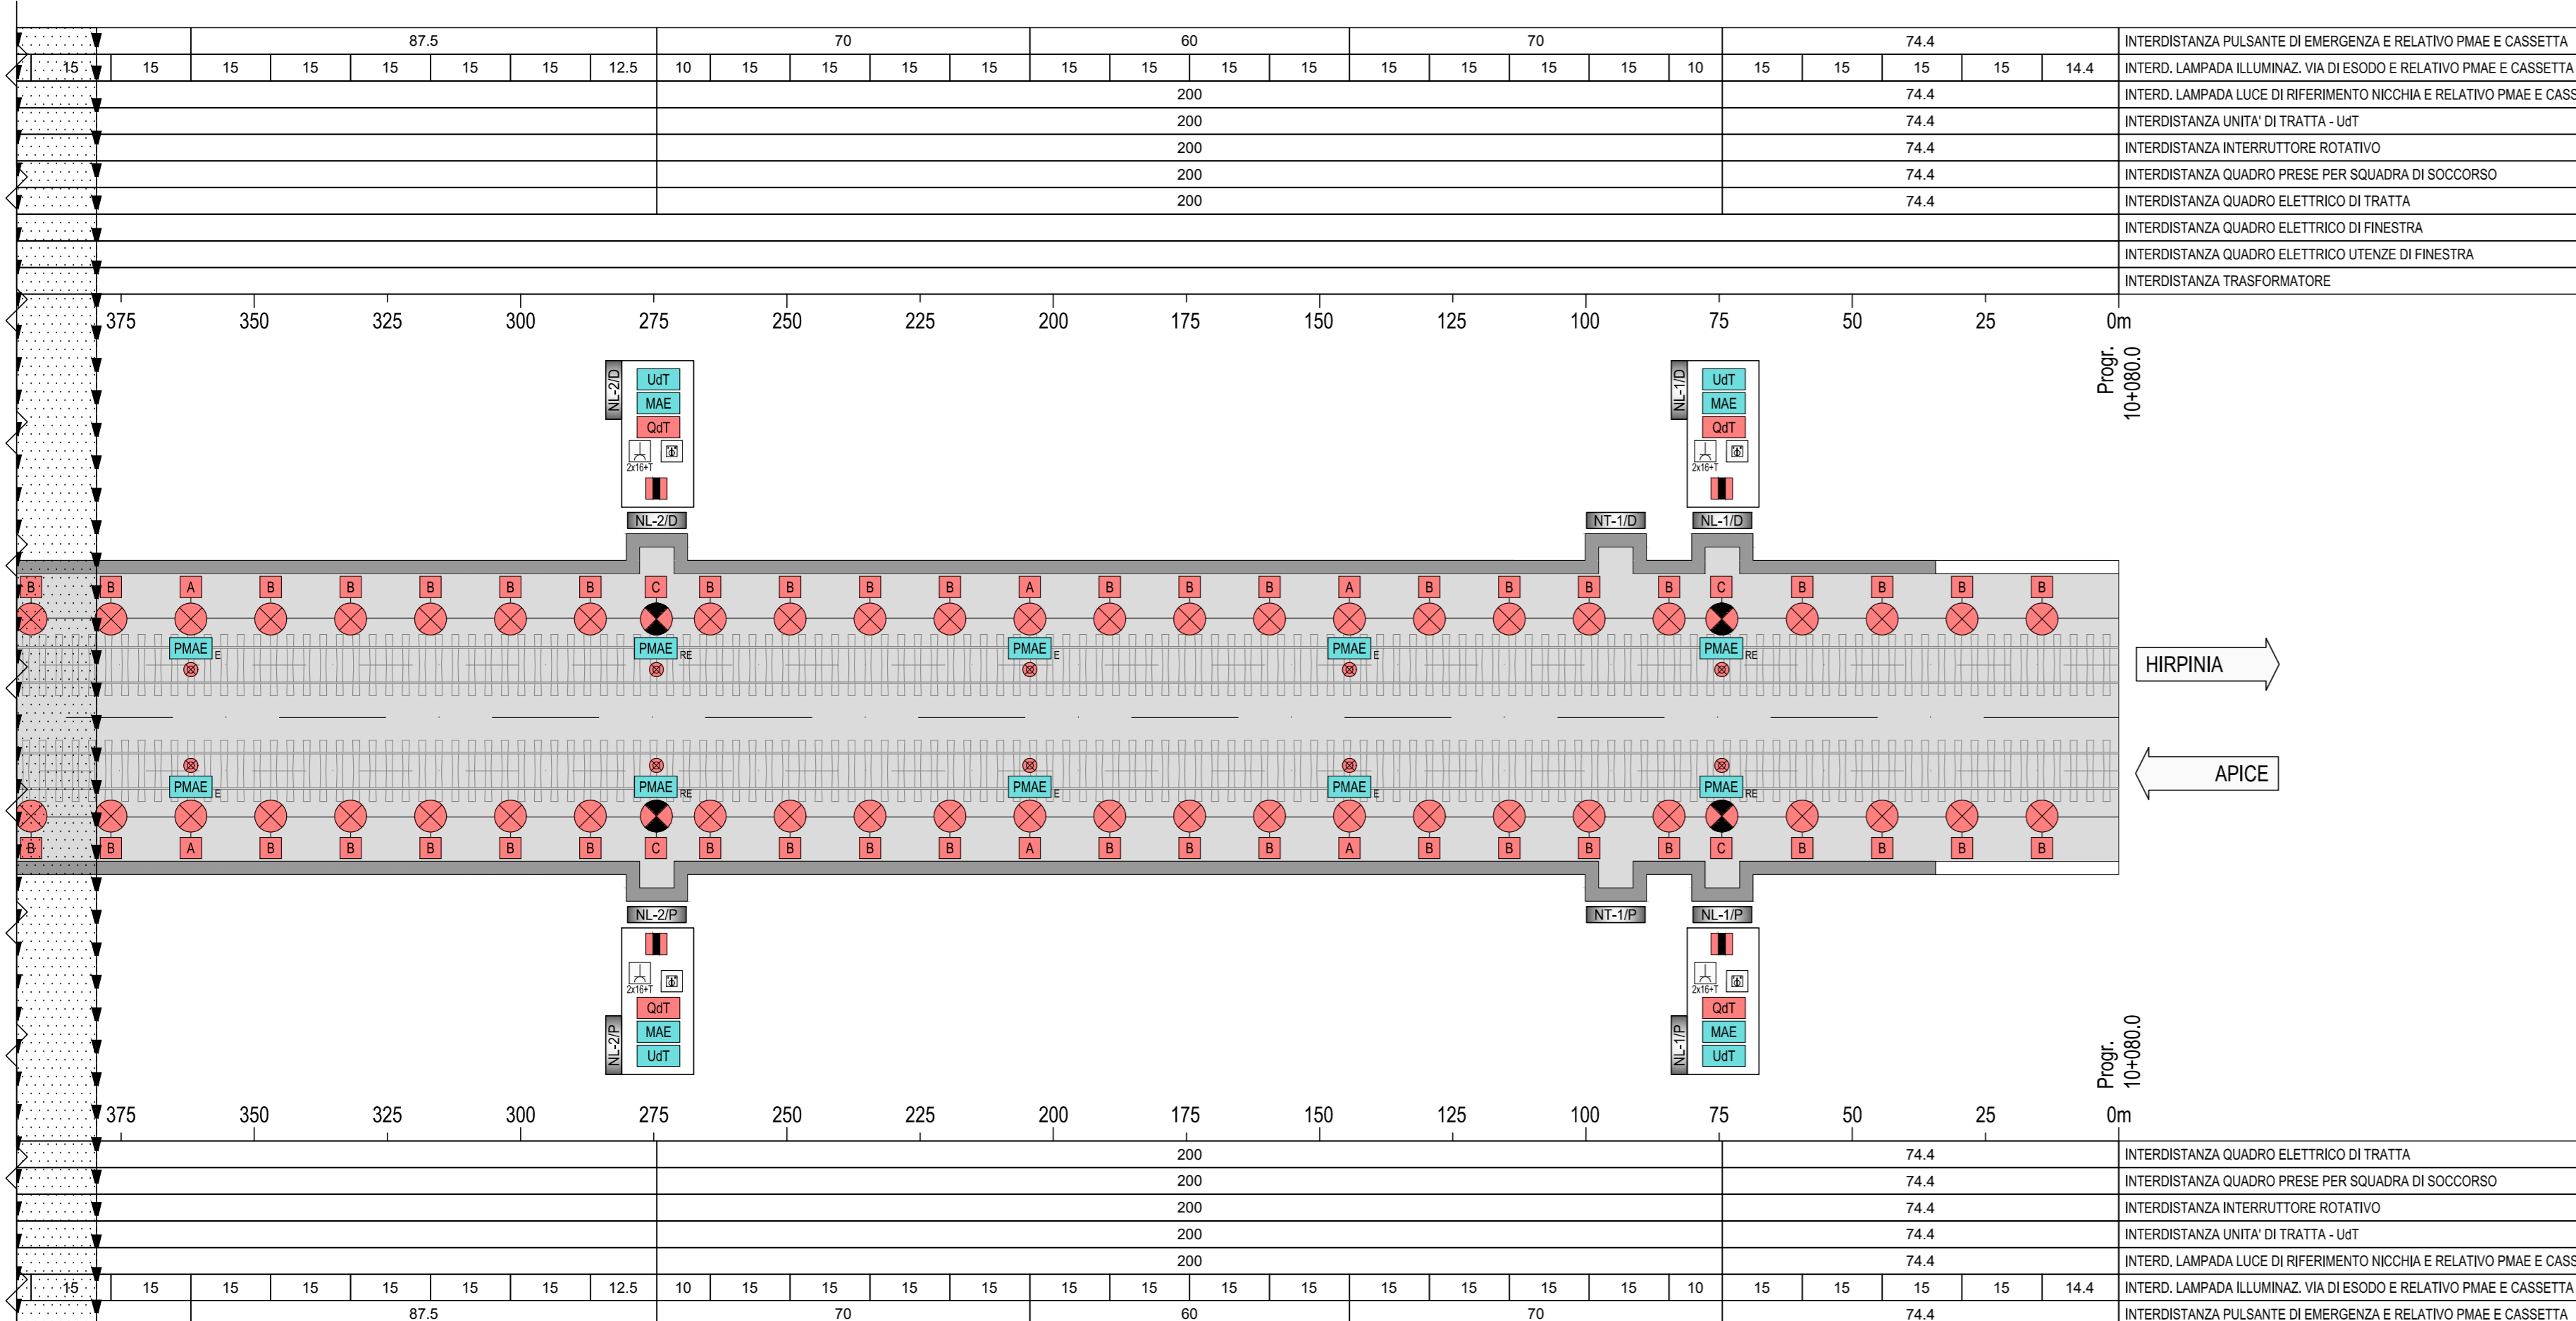 87.5 70 60 70 74.4 INTERDISTANZA PULSANTE DI EMERGENZA E RELATIVO PMAE E CASSETTA
15 15 15 15 15 15 15 12.5 10 15 15 15 15 15 15 15 15 15 15 15 15 10 15 15 15 15 14.4 INTERD. LAMPADA ILLUMINAZ. VIA DI ESODO E RELATIVO PMAE E CASSETTA
200 74.4 INTERD. LAMPADA LUCE DI RIFERIMENTO NICCHIA E RELATIVO PMAE E CASS
200 74.4 INTERDISTANZA UNITA' DI TRATTA - UdT
200 74.4 INTERDISTANZA INTERRUTTORE ROTATIVO
200 74.4 INTERDISTANZA QUADRO PRESE PER SQUADRA DI SOCCORSO
200 74.4 INTERDISTANZA QUADRO ELETTRICO DI TRATTA
INTERDISTANZA QUADRO ELETTRICO DI FINESTRA
INTERDISTANZA QUADRO ELETTRICO UTENZE DI FINESTRA
INTERDISTANZA TRASFORMATORE
375 350 325 300 275 250 225 200 175 150 125 100 75 50 25 0m
Progr.
10+080.0
NL-2/D
UdT
MAE
QdT
2x16+T
NL-1/D
UdT
MAE
QdT
2x16+T
NL-2/D NT-1/D NL-1/D
B B A B B B B B C B B B B A B B B A B B B B C B B B B
PMAE E PMAE RE PMAE E PMAE E PMAE RE
HIRPINIA
APICE
PMAE E PMAE RE PMAE E PMAE E PMAE RE
B B A B B B B B C B B B B A B B B A B B B B C B B B B
NL-2/P NT-1/P NL-1/P
2x16+T
QdT
MAE
UdT
NL-2/P
2x16+T
QdT
MAE
UdT
NL-1/P
Progr.
10+080.0
375 350 325 300 275 250 225 200 175 150 125 100 75 50 25 0m
200 74.4 INTERDISTANZA QUADRO ELETTRICO DI TRATTA
200 74.4 INTERDISTANZA QUADRO PRESE PER SQUADRA DI SOCCORSO
200 74.4 INTERDISTANZA INTERRUTTORE ROTATIVO
200 74.4 INTERDISTANZA UNITA' DI TRATTA - UdT
200 74.4 INTERD. LAMPADA LUCE DI RIFERIMENTO NICCHIA E RELATIVO PMAE E CASS
15 15 15 15 15 15 15 12.5 10 15 15 15 15 15 15 15 15 15 15 15 15 10 15 15 15 15 14.4 INTERD. LAMPADA ILLUMINAZ. VIA DI ESODO E RELATIVO PMAE E CASSETTA
87.5 70 60 70 74.4 INTERDISTANZA PULSANTE DI EMERGENZA E RELATIVO PMAE E CASSETTA